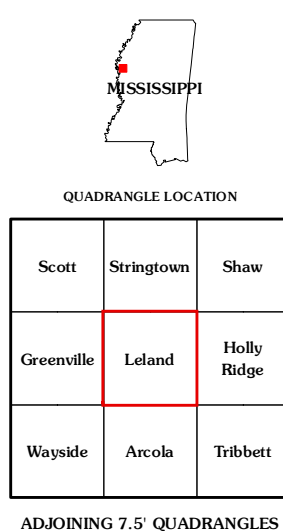 MISSISSIPPI
QUADRANGLE LOCATION
Scott Stringtown Shaw
Greenville Leland Holly
Ridge
Wayside Arcola Tribbett
ADJOINING 7.5' QUADRANGLES